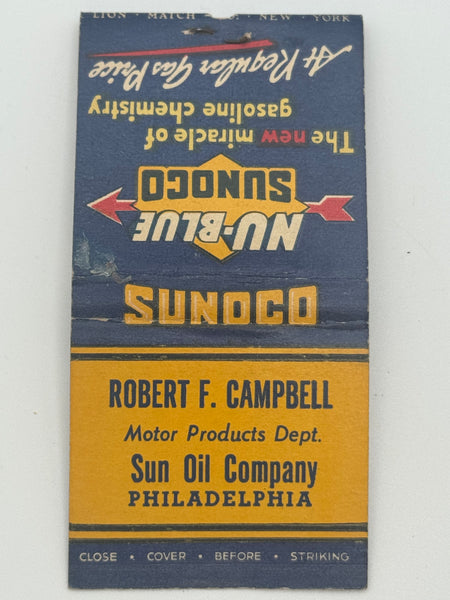 LION · MATCH · NEW · YORK
NU-BLUE
SUNOCO
The new miracle of
gasoline chemistry
At Regular Gas Price
SUNOCO
ROBERT F. CAMPBELL
Motor Products Dept.
Sun Oil Company
PHILADELPHIA
CLOSE · COVER · BEFORE · STRIKING